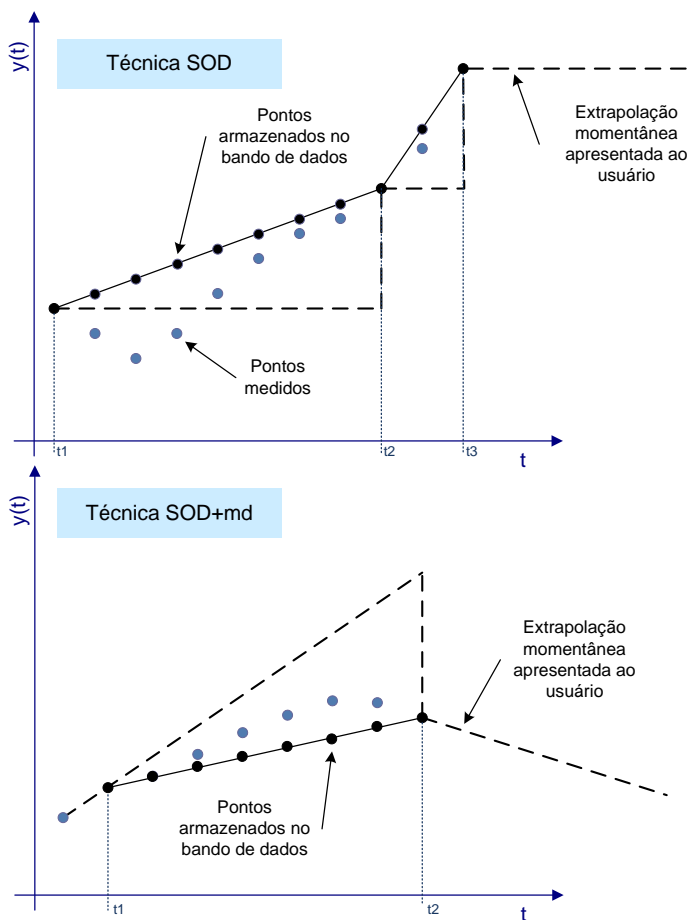 y(t)
Técnica SOD
Pontos
armazenados no
bando de dados
Extrapolação
momentânea
apresentada ao
usuário
Pontos
medidos
t1
t2
t3
t
y(t)
Técnica SOD+md
Extrapolação
momentânea
apresentada ao
usuário
Pontos
armazenados no
bando de dados
t1
t2
t